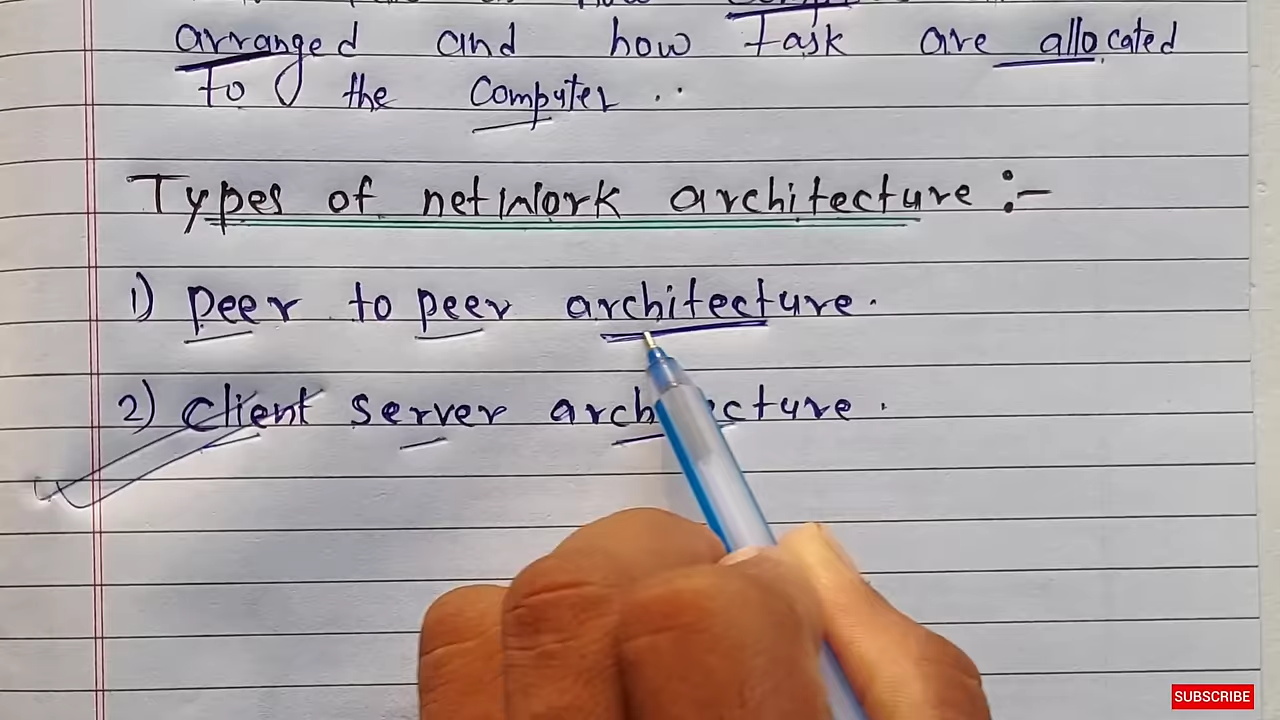 arranged and how task are allocated
to the computer ..
Types of network architecture :-
1) peer to peer architecture.
2) client server architecture.
SUBSCRIBE